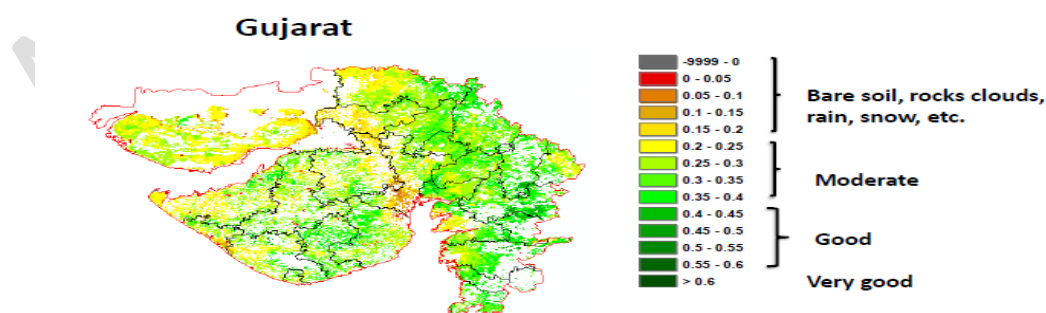 Gujarat
-9999 - 0
0 - 0.05
0.05 - 0.1
0.1 - 0.15
0.15 - 0.2
0.2 - 0.25
0.25 - 0.3
0.3 - 0.35
0.35 - 0.4
0.4 - 0.45
0.45 - 0.5
0.5 - 0.55
0.55 - 0.6
> 0.6
Bare soil, rocks clouds,
rain, snow, etc.
Moderate
Good
Very good